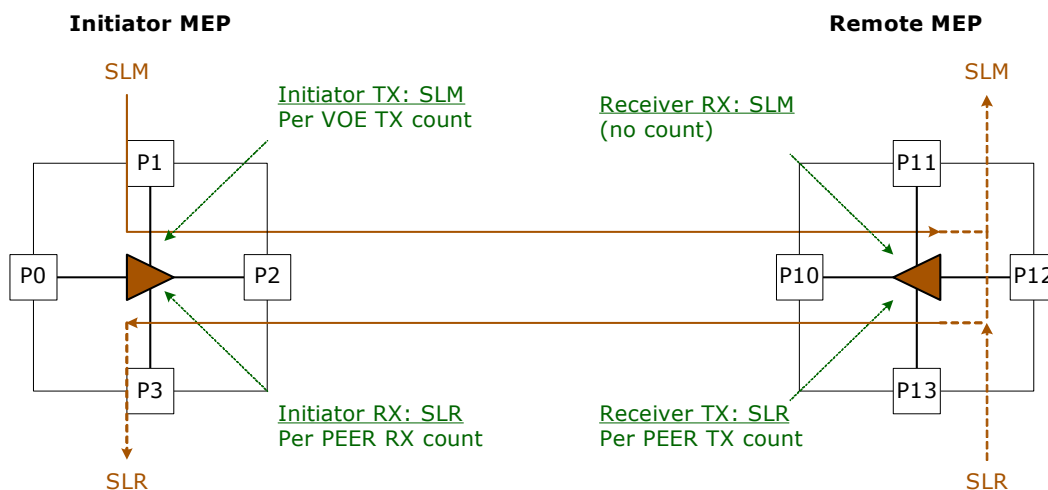 Initiator MEP
Remote MEP
SLM
SLM
Initiator TX: SLM
Per VOE TX count
Receiver RX: SLM
(no count)
P1
P11
P0
P2
P10
P12
P3
P13
Initiator RX: SLR
Per PEER RX count
Receiver TX: SLR
Per PEER TX count
SLR
SLR